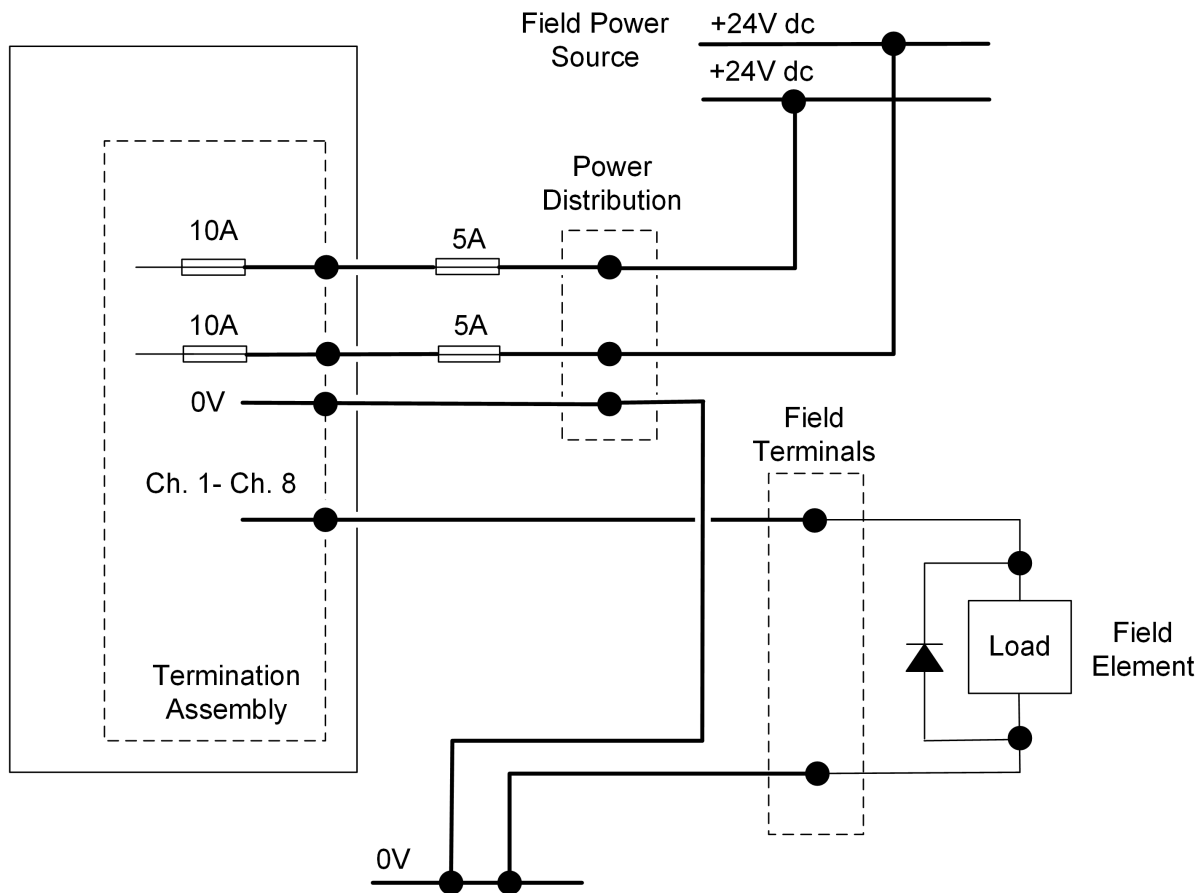 Field Power
Source
+24V dc
+24V dc
Power
Distribution
10A
5A
10A
5A
0V
Field
Terminals
Ch. 1- Ch. 8
Load
Field
Element
Termination
Assembly
0V